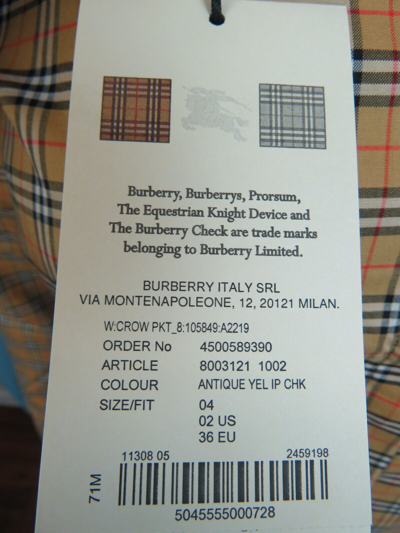 Burberry, Burberrys, Prorsum,
The Equestrian Knight Device and
The Burberry Check are trade marks
belonging to Burberry Limited.
BURBERRY ITALY SRL
VIA MONTENAPOLEONE, 12, 20121 MILAN.
W:CROW PKT_8:105849:A2219
ORDER No 4500589390
ARTICLE 8003121 1002
COLOUR ANTIQUE YEL IP CHK
SIZE/FIT 04
02 US
36 EU
11308 05 2459198
71M
5045555000728